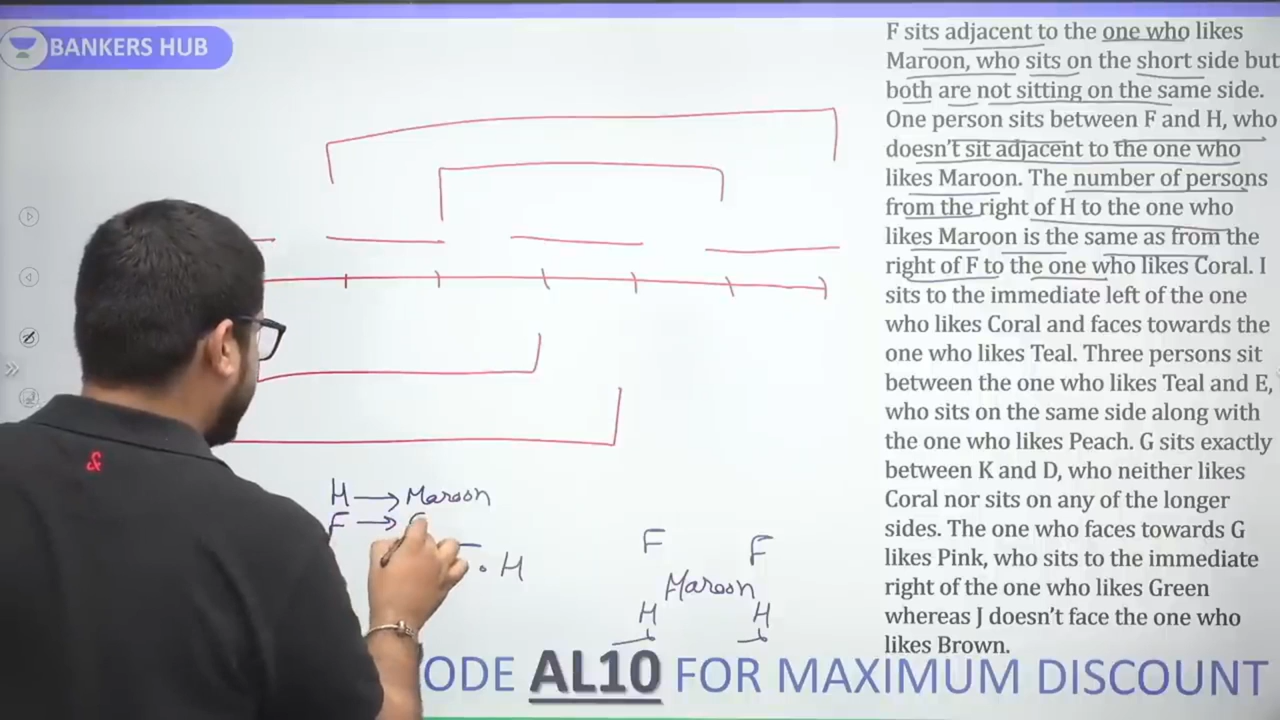 BANKERS HUB
F sits adjacent to the one who likes
Maroon, who sits on the short side but
both are not sitting on the same side.
One person sits between F and H, who
doesn't sit adjacent to the one who
likes Maroon. The number of persons
from the right of H to the one who
likes Maroon is the same as from the
right of F to the one who likes Coral. I
sits to the immediate left of the one
who likes Coral and faces towards the
one who likes Teal. Three persons sit
between the one who likes Teal and E,
who sits on the same side along with
the one who likes Peach. G sits exactly
between K and D, who neither likes
Coral nor sits on any of the longer
sides. The one who faces towards G
likes Pink, who sits to the immediate
right of the one who likes Green
whereas J doesn't face the one who
likes Brown.
H → Maroon
F → C
. H
F F
Maroon
H H
ODE AL10 FOR MAXIMUM DISCOUNT